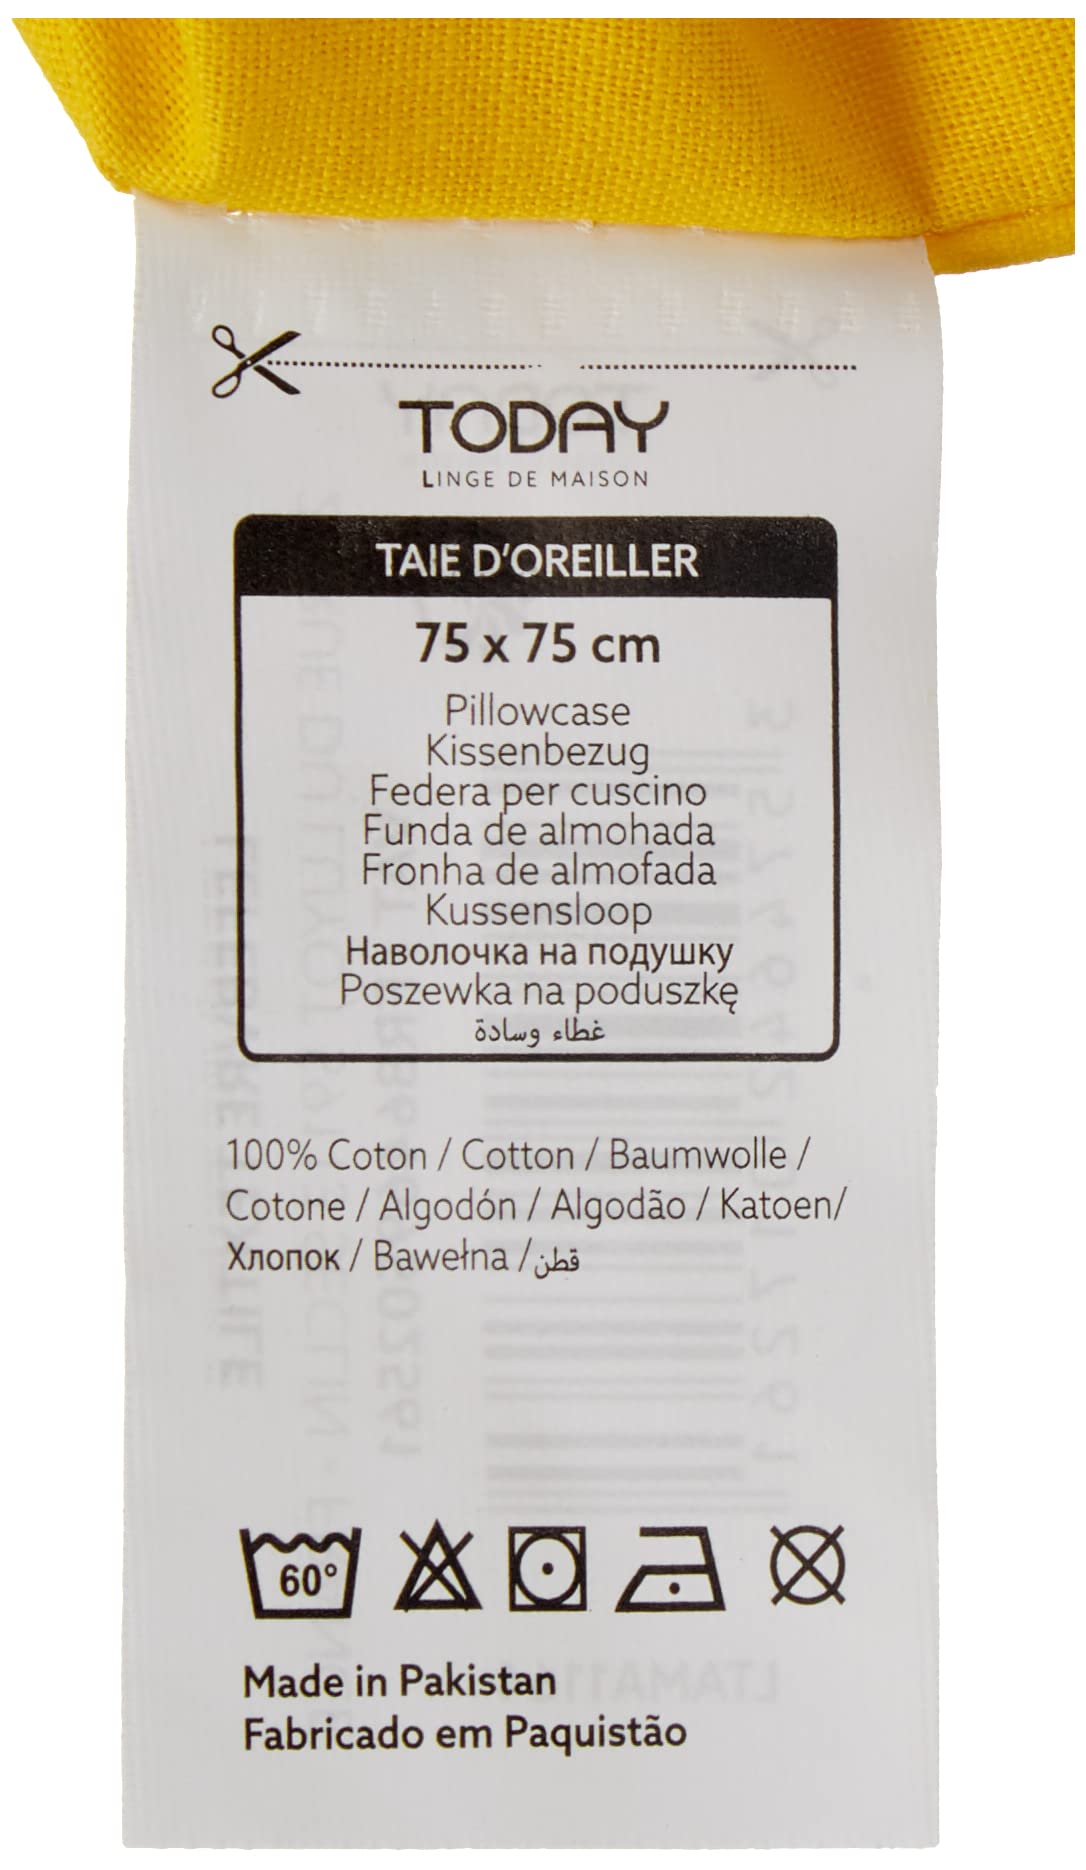 TODAY
LINGE DE MAISON
TAIE D'OREILLER
75 x 75 cm
Pillowcase
Kissenbezug
Federa per cuscino
Funda de almohada
Fronha de almofada
Kussensloop
Наволочка на подушку
Poszewka na poduszkę
غطاء وسادة
100% Coton / Cotton / Baumwolle /
Cotone / Algodón / Algodão / Katoen/
Хлопок / Bawełna / قطن
60°
Made in Pakistan
Fabricado em Paquistão